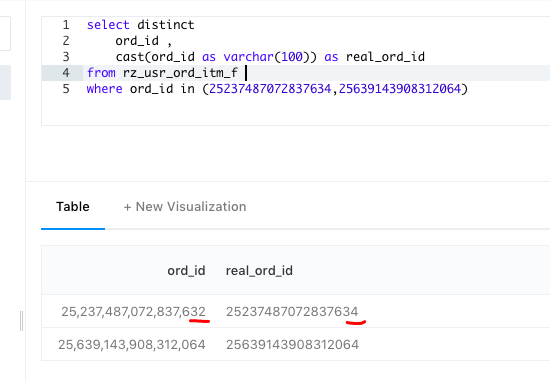 1 select distinct
2 ord_id ,
3 cast(ord_id as varchar(100)) as real_ord_id
4 from rz_usr_ord_itm_f
5 where ord_id in (25237487072837634,25639143908312064)
Table + New Visualization
ord_id real_ord_id
25,237,487,072,837,632 25237487072837634
25,639,143,908,312,064 25639143908312064